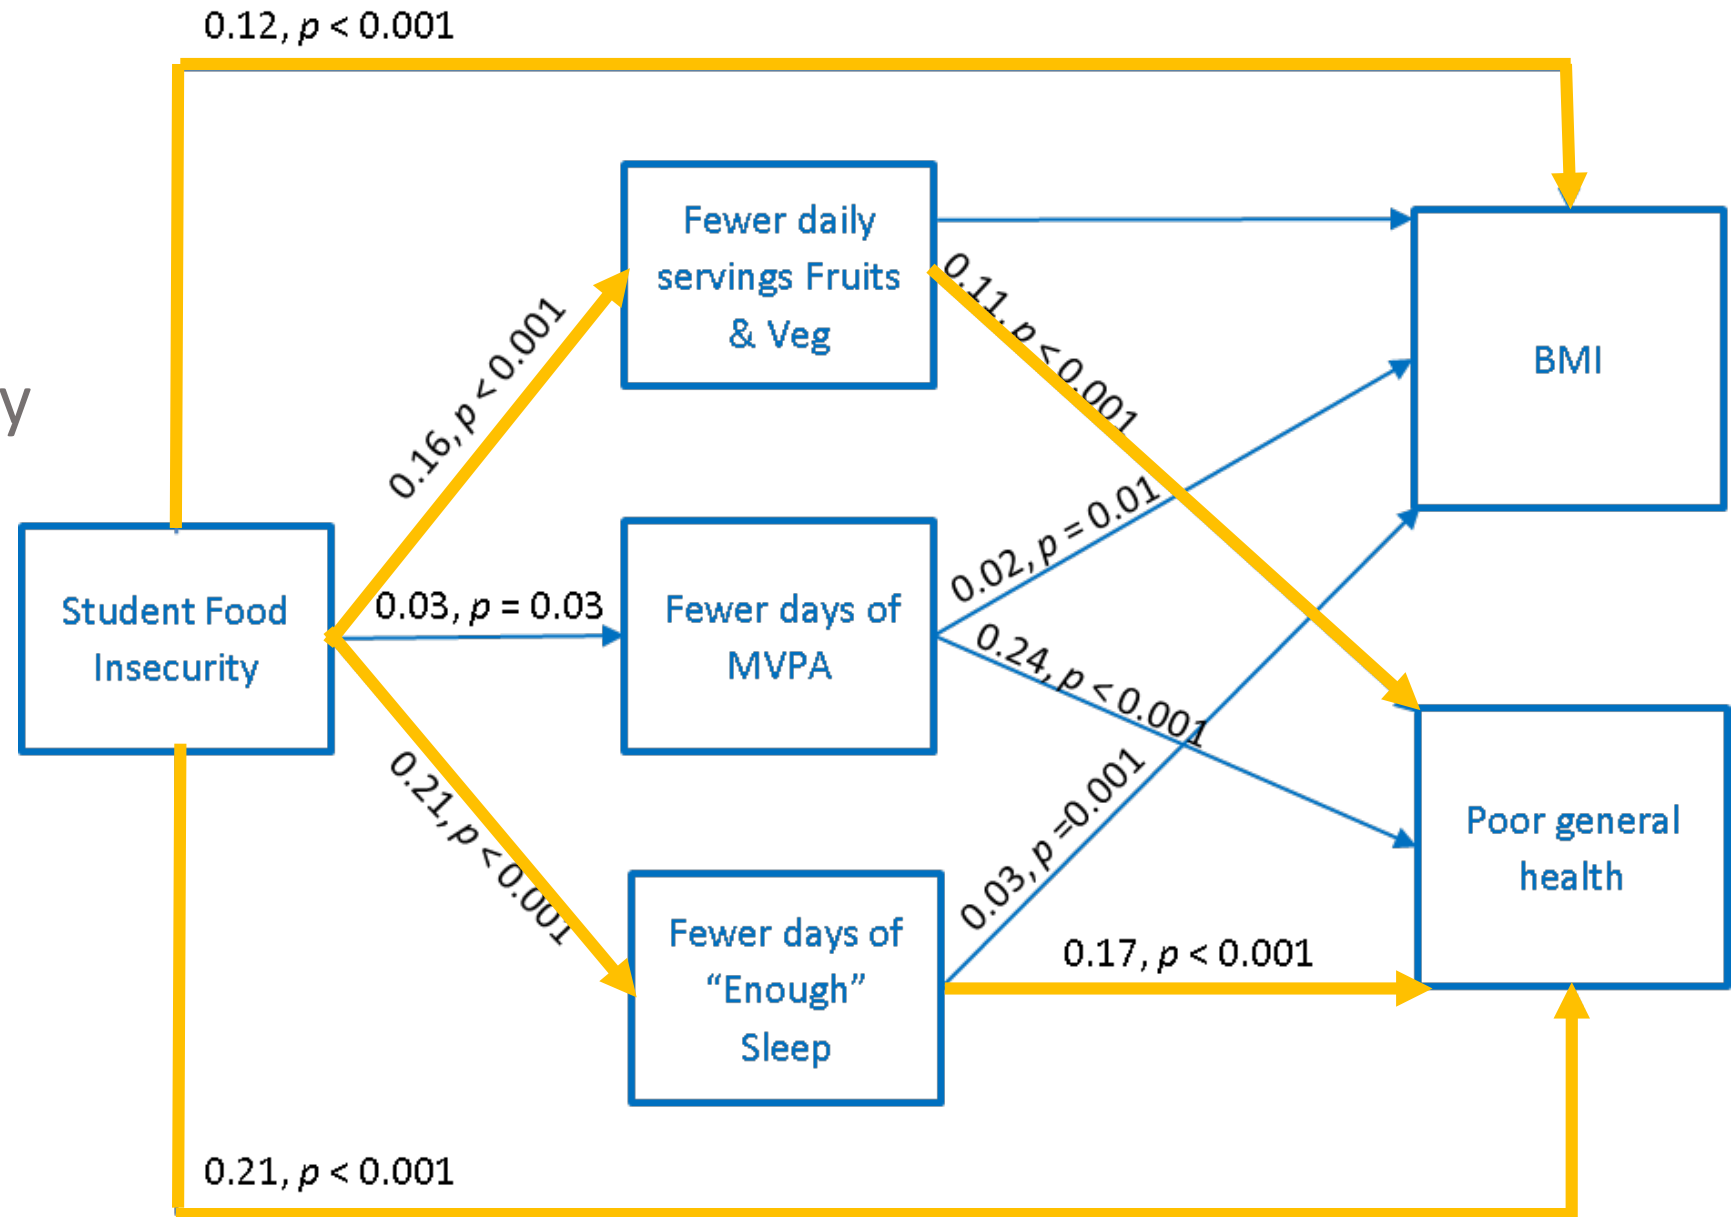 0.12, p < 0.001
Fewer daily
servings Fruits
& Veg
0.11, p < 0.001
BMI
0.16, p < 0.001
y
0.02, p = 0.01
Student Food
Insecurity
0.03, p = 0.03
Fewer days of
MVPA
0.24, p < 0.001
0.21, p < 0.001
0.03, p =0.001
Poor general
health
Fewer days of
“Enough”
Sleep
0.17, p < 0.001
0.21, p < 0.001